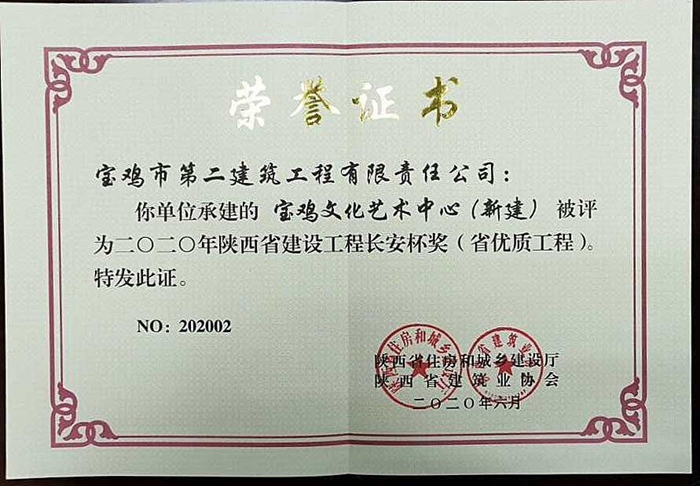 荣誉证书
宝鸡市第二建筑工程有限责任公司：
你单位承建的 宝鸡文化艺术中心（新建） 被评
为二〇二〇年陕西省建设工程长安杯奖（省优质工程）。
特发此证。
NO: 202002
陕西省住房和城乡建设厅
陕西省建筑业协会
二〇二〇年六月